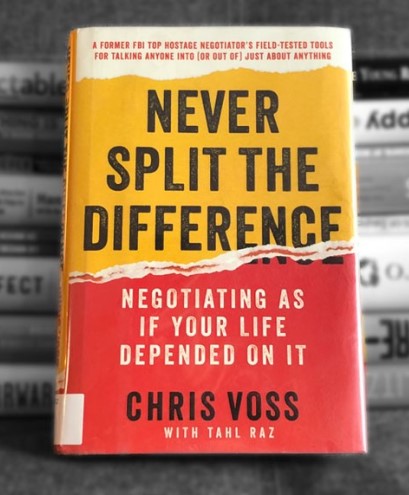 A FORMER FBI TOP HOSTAGE NEGOTIATOR'S FIELD-TESTED TOOLS
FOR TALKING ANYONE INTO (OR OUT OF) JUST ABOUT ANYTHING
NEVER
SPLIT THE
DIFFERENCE
NEGOTIATING AS
IF YOUR LIFE
DEPENDED ON IT
CHRIS VOSS
WITH TAHL RAZ